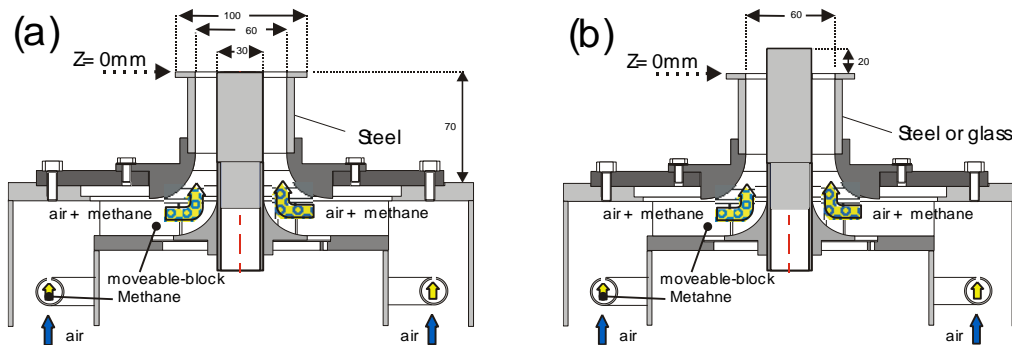 (a)
100
60
30
Z= 0mm
70
Steel
air+ methane
air + methane
moveable-block
Methane
air
air
(b)
60
Z= 0mm
20
Steel or glass
air+ methane
air + methane
moveable-block
Metahne
air
air